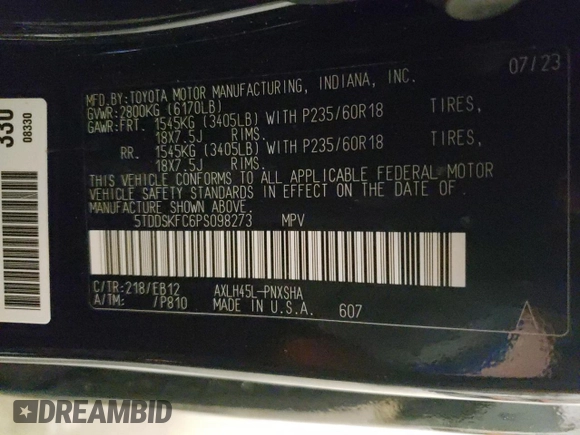 07/23
MFD.BY:TOYOTA MOTOR MANUFACTURING, INDIANA, INC.
GVWR:2800KG (6170LB)
GAWR:FRT. 1545KG (3405LB) WITH P235/60R18 TIRES,
18X7.5J RIMS.
RR. 1545KG (3405LB) WITH P235/60R18 TIRES,
18X7.5J RIMS.
THIS VEHICLE CONFORMS TO ALL APPLICABLE FEDERAL MOTOR
VEHICLE SAFETY STANDARDS IN EFFECT ON THE DATE OF
MANUFACTURE SHOWN ABOVE.
5TDDSKFC6PS098273 MPV
C/TR:218/EB12 AXLH45L-PNXSHA
A/TM: /P810 MADE IN U.S.A. 607
A
330
08330
DREAMBID